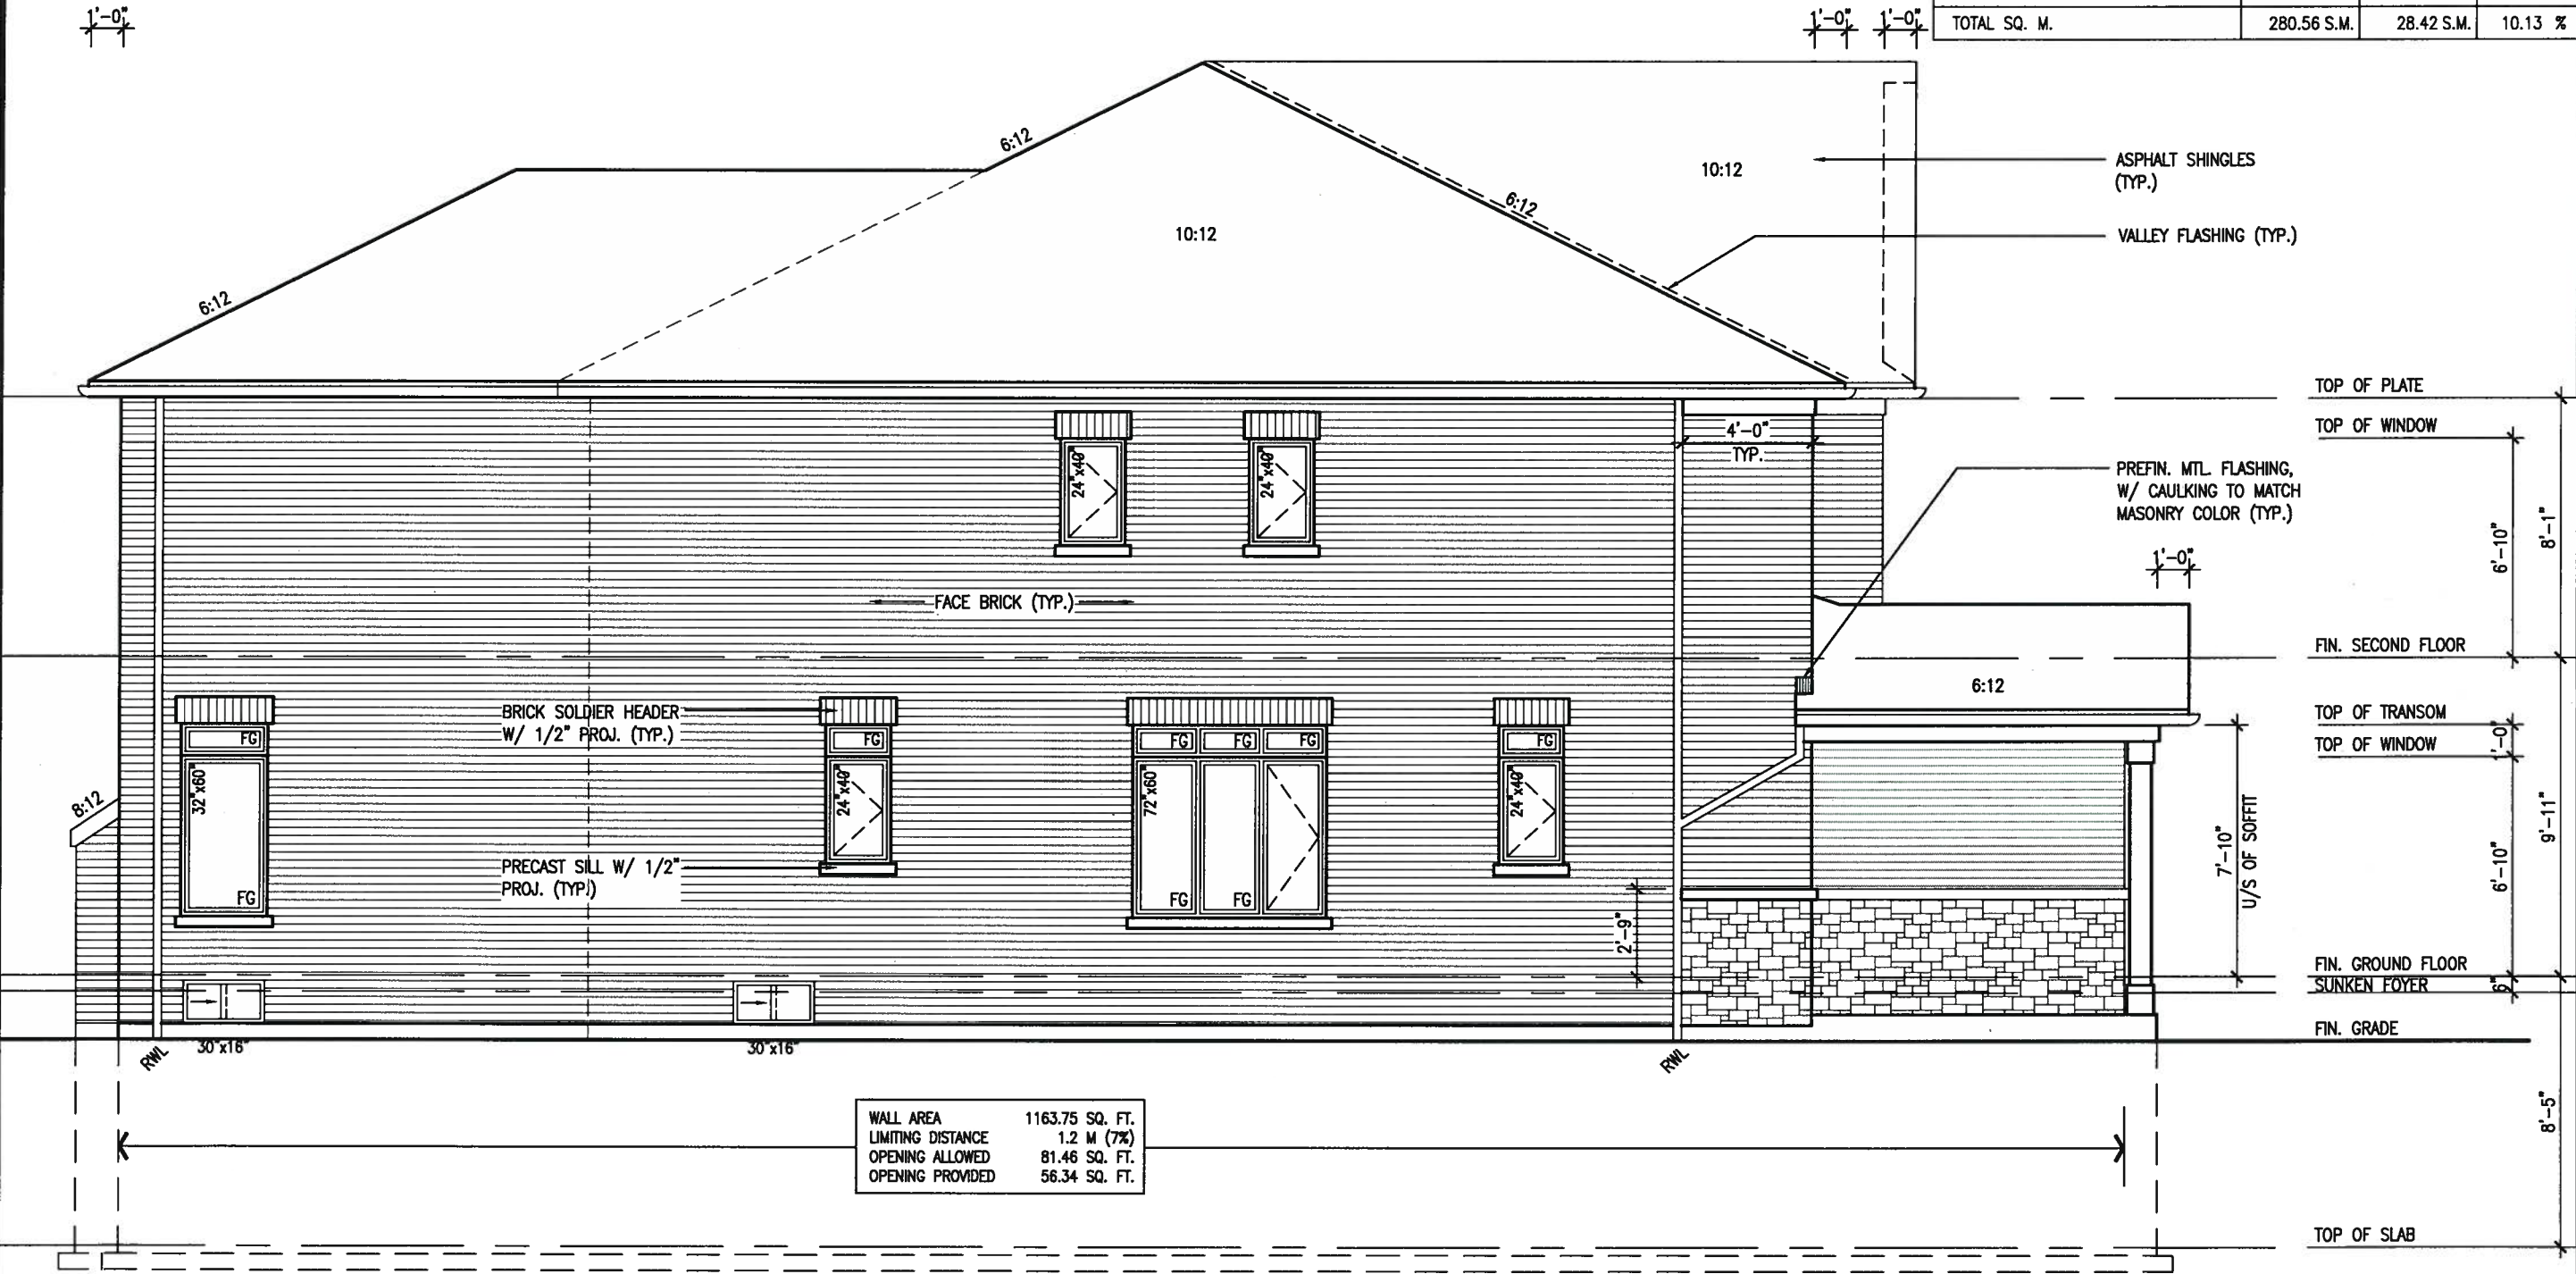 1'-0"
1'-0" 1'-0"
TOTAL SQ. M. 280.56 S.M. 28.42 S.M. 10.13 %
6:12
10:12
ASPHALT SHINGLES
(TYP.)
6:12
10:12
VALLEY FLASHING (TYP.)
6:12
TOP OF PLATE
TOP OF WINDOW
4'-0"
TYP.
24"x40"
24"x40"
PREFIN. MTL. FLASHING,
W/ CAULKING TO MATCH
MASONRY COLOR (TYP.)
6'-10"
8'-1"
1'-0"
FACE BRICK (TYP.)
FIN. SECOND FLOOR
6:12
BRICK SOLDIER HEADER
W/ 1/2" PROJ. (TYP.)
TOP OF TRANSOM
TOP OF WINDOW
1'-0"
FG
FG
FG FG FG
FG
32"x60"
24"x40"
72"x60"
24"x40"
8:12
PRECAST SILL W/ 1/2"
PROJ. (TYP.)
FG
FG FG
2'-9"
7'-10"
U/S OF SOFFIT
6'-10"
9'-11"
FIN. GROUND FLOOR
SUNKEN FOYER
6"
FIN. GRADE
RWL
30"x16"
30"x16"
RWL
WALL AREA 1163.75 SQ. FT.
LIMITING DISTANCE 1.2 M (7%)
OPENING ALLOWED 81.46 SQ. FT.
OPENING PROVIDED 56.34 SQ. FT.
8'-5"
TOP OF SLAB